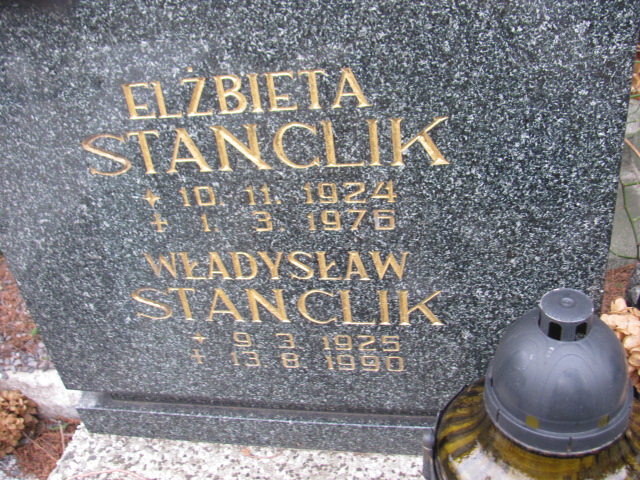 ELŻBIETA
STANCLIK
* 10. 11. 1924
+ 1. 3. 1976
WŁADYSŁAW
STANCLIK
* 9 3 1925
+ 13 8 1990